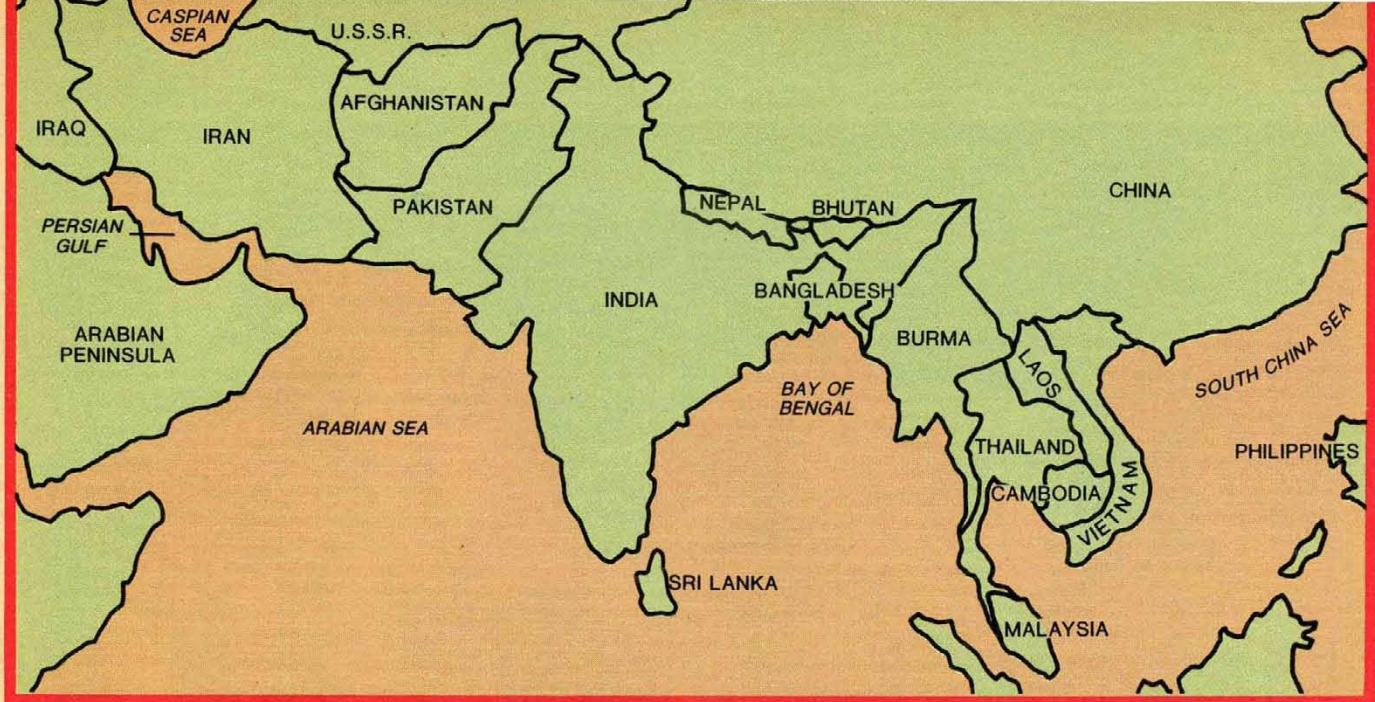 CASPIAN
SEA
U.S.S.R.
AFGHANISTAN
IRAQ
IRAN
CHINA
PAKISTAN
NEPAL
BHUTAN
PERSIAN
GULF
INDIA
BANGLADESH
ARABIAN
PENINSULA
BURMA
LAOS
SOUTH CHINA SEA
BAY OF
BENGAL
ARABIAN SEA
THAILAND
PHILIPPINES
CAMBODIA
VIETNAM
SRI LANKA
MALAYSIA